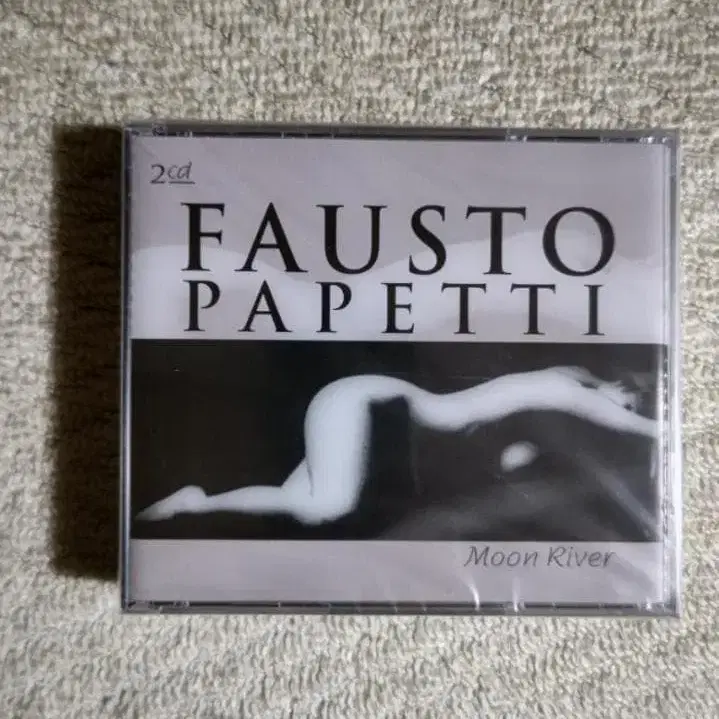 2cd
FAUSTO
PAPETTI
Moon River